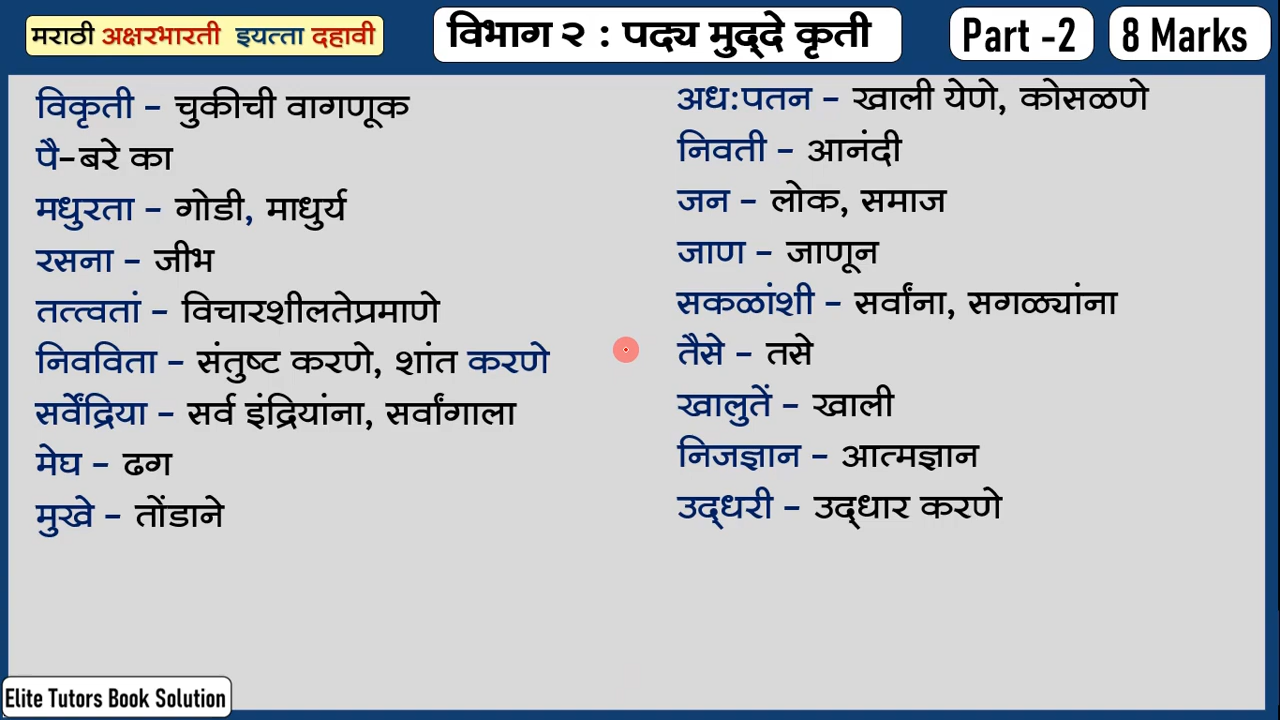 मराठी अक्षरभारती इयत्ता दहावी
विभाग २ : पद्य मुद्‌दे कृती
Part -2
8 Marks
विकृती - चुकीची वागणूक
पै-बरे का
मधुरता - गोडी, माधुर्य
रसना - जीभ
तत्त्वतां - विचारशीलतेप्रमाणे
निवविता - संतुष्ट करणे, शांत करणे
सर्वेंद्रिया - सर्व इंद्रियांना, सर्वांगाला
मेघ - ढग
मुखे - तोंडाने
अध:पतन - खाली येणे, कोसळणे
निवती - आनंदी
जन - लोक, समाज
जाण - जाणून
सकळांशी - सर्वांना, सगळ्यांना
तैसे - तसे
खालुतें - खाली
निजज्ञान - आत्मज्ञान
उद्‌धरी - उद्‌धार करणे
Elite Tutors Book Solution